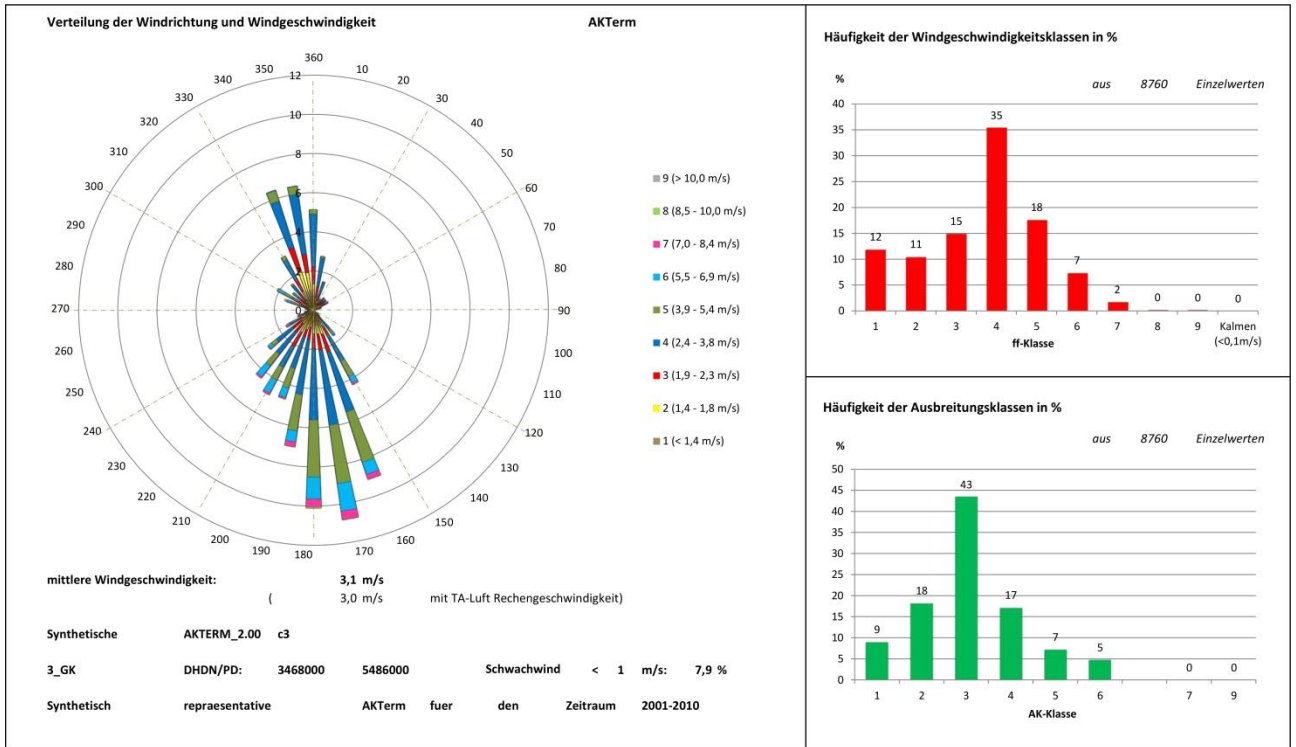 Verteilung der Windrichtung und Windgeschwindigkeit AKTerm
360
10
20
30
40
50
60
70
80
90
100
110
120
130
140
150
160
170
180
190
200
210
220
230
240
250
260
270
280
290
300
310
320
330
340
350
12
10
8
6
4
2
0
9 (> 10,0 m/s)
8 (8,5 - 10,0 m/s)
7 (7,0 - 8,4 m/s)
6 (5,5 - 6,9 m/s)
5 (3,9 - 5,4 m/s)
4 (2,4 - 3,8 m/s)
3 (1,9 - 2,3 m/s)
2 (1,4 - 1,8 m/s)
1 (< 1,4 m/s)
mittlere Windgeschwindigkeit: 3,1 m/s
( 3,0 m/s mit TA-Luft Rechengeschwindigkeit)
Synthetische AKTERM_2.00 c3
3_GK DHDN/PD: 3468000 5486000 Schwachwind < 1 m/s: 7,9 %
Synthetisch repraesentative AKTerm fuer den Zeitraum 2001-2010
Häufigkeit der Windgeschwindigkeitsklassen in %
% aus 8760 Einzelwerten
40
35
30
25
20
15
10
5
0
12 11 15 35 18 7 2 0 0 0
1 2 3 4 5 6 7 8 9 Kalmen
(<0,1m/s)
ff-Klasse
Häufigkeit der Ausbreitungsklassen in %
% aus 8760 Einzelwerten
50
45
40
35
30
25
20
15
10
5
0
9 18 43 17 7 5 0 0
1 2 3 4 5 6 7 9
AK-Klasse